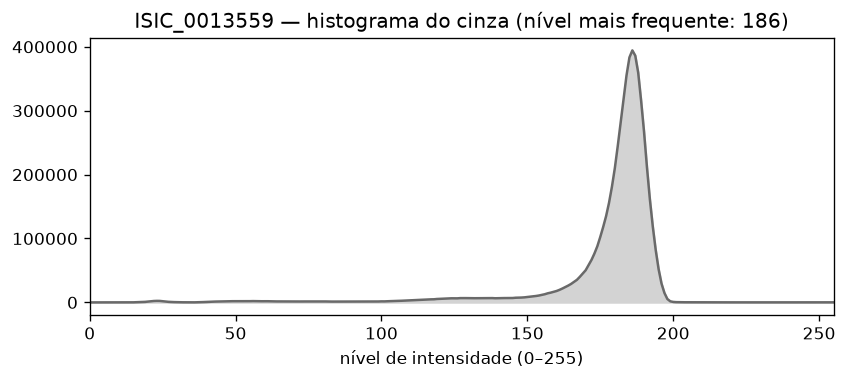 ISIC_0013559 — histograma do cinza (nível mais frequente: 186)
400000
300000
200000
100000
0
0 50 100 150 200 250
nível de intensidade (0–255)